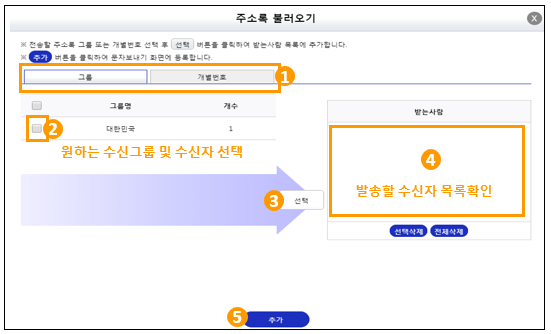 주소록 불러오기
X
※ 전송할 주소록 그룹 또는 개별번호 선택 후 선택 버튼을 클릭하여 받는사람 목록에 추가합니다.
※ 추가 버튼을 클릭하여 문자보내기 화면에 등록합니다.
그룹 개별번호 1
그룹명 개수
2 대한민국 1
원하는 수신그룹 및 수신자 선택
3 선택
받는사람
4
발송할 수신자 목록확인
선택삭제 전체삭제
5 추가